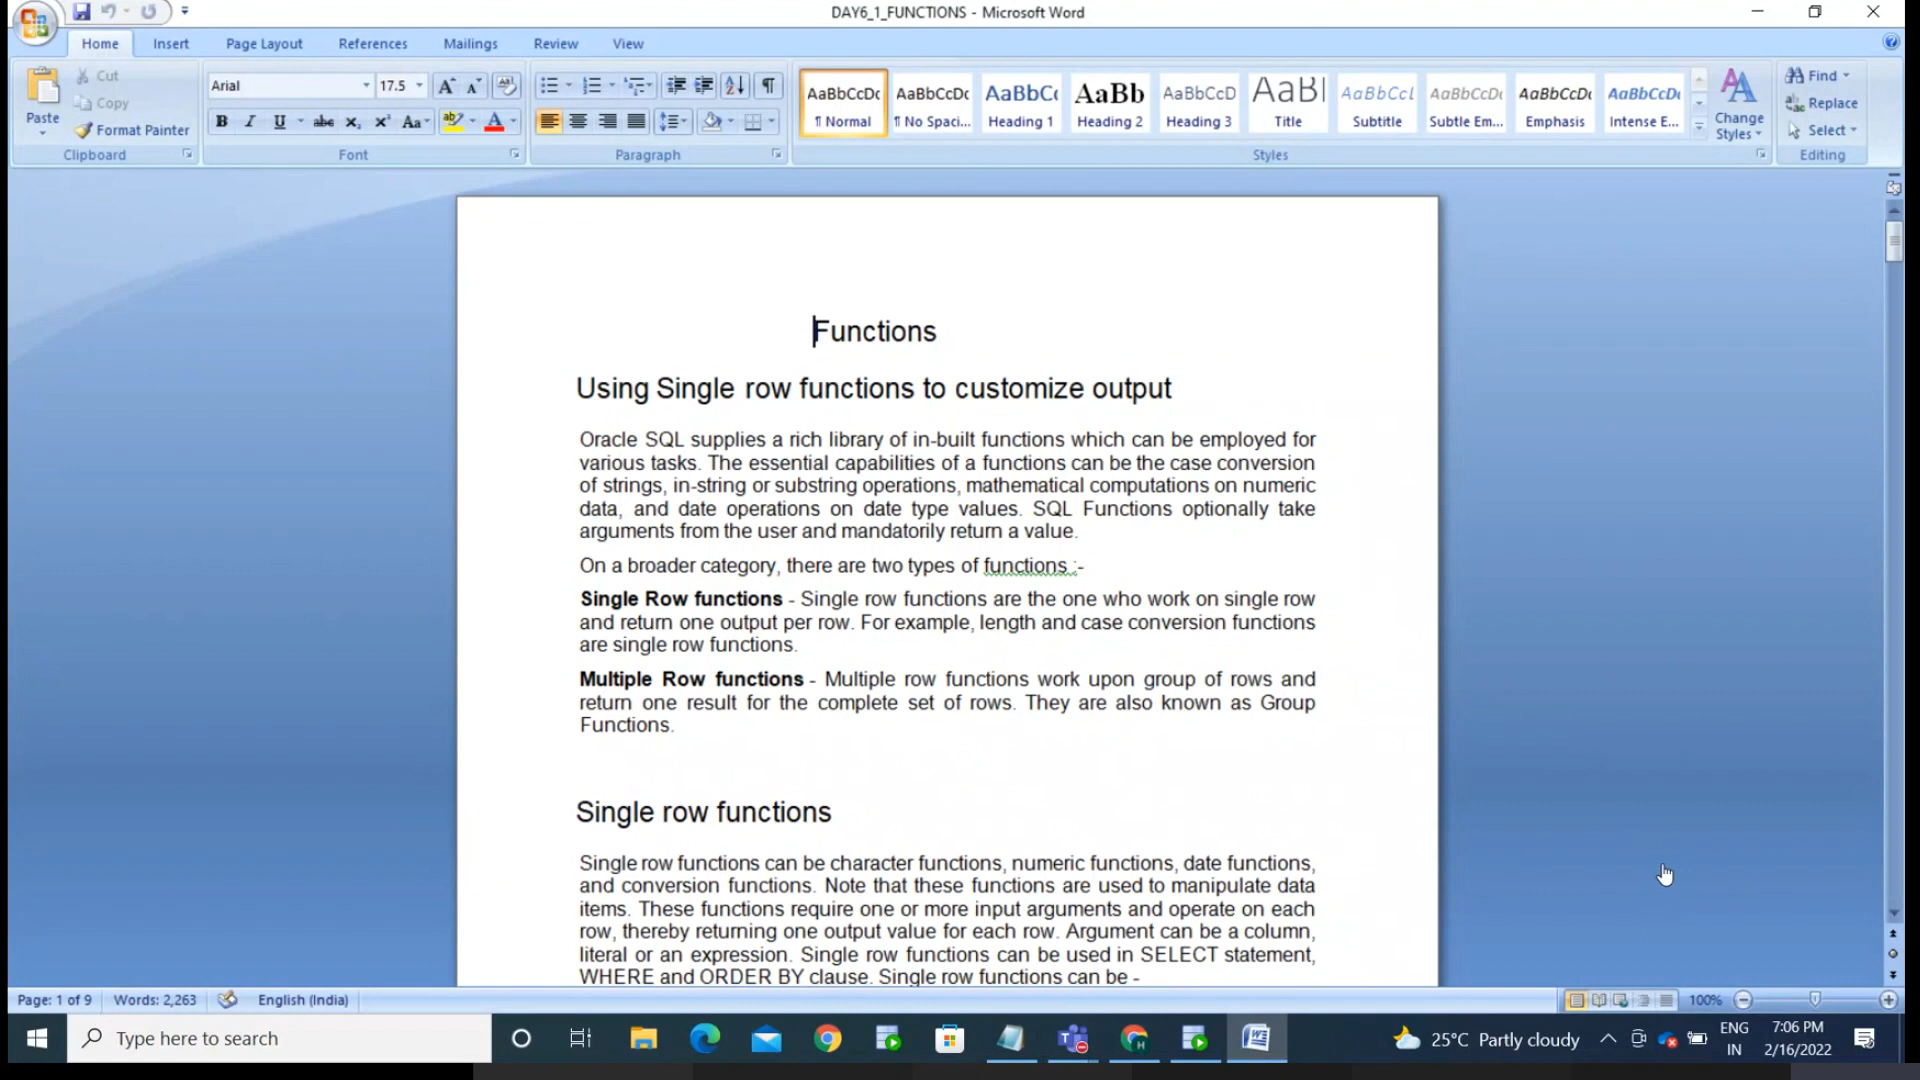 DAY6_1_FUNCTIONS - Microsoft Word
Home Insert Page Layout References Mailings Review View
Paste
Cut
Copy
Format Painter
Clipboard
Arial 17.5
B I U abe X₂ X² Aa
Font
Paragraph
AaBbCcDc AaBbCcDc AaBbCc AaBb AaBbCcD AaBl AaBbCcL AaBbCcDc AaBbCcDc AaBbCcDc
¶ Normal ¶ No Spaci... Heading 1 Heading 2 Heading 3 Title Subtitle Subtle Em... Emphasis Intense E...
Styles
Change
Styles
Find
Replace
Select
Editing
Functions
Using Single row functions to customize output
Oracle SQL supplies a rich library of in-built functions which can be employed for
various tasks. The essential capabilities of a functions can be the case conversion
of strings, in-string or substring operations, mathematical computations on numeric
data, and date operations on date type values. SQL Functions optionally take
arguments from the user and mandatorily return a value.
On a broader category, there are two types of functions :-
Single Row functions - Single row functions are the one who work on single row
and return one output per row. For example, length and case conversion functions
are single row functions.
Multiple Row functions - Multiple row functions work upon group of rows and
return one result for the complete set of rows. They are also known as Group
Functions.
Single row functions
Single row functions can be character functions, numeric functions, date functions,
and conversion functions. Note that these functions are used to manipulate data
items. These functions require one or more input arguments and operate on each
row, thereby returning one output value for each row. Argument can be a column,
literal or an expression. Single row functions can be used in SELECT statement,
WHERE and ORDER BY clause. Single row functions can be -
Page: 1 of 9 Words: 2,263 English (India) 100%
Type here to search
25°C Partly cloudy
ENG
IN
7:06 PM
2/16/2022